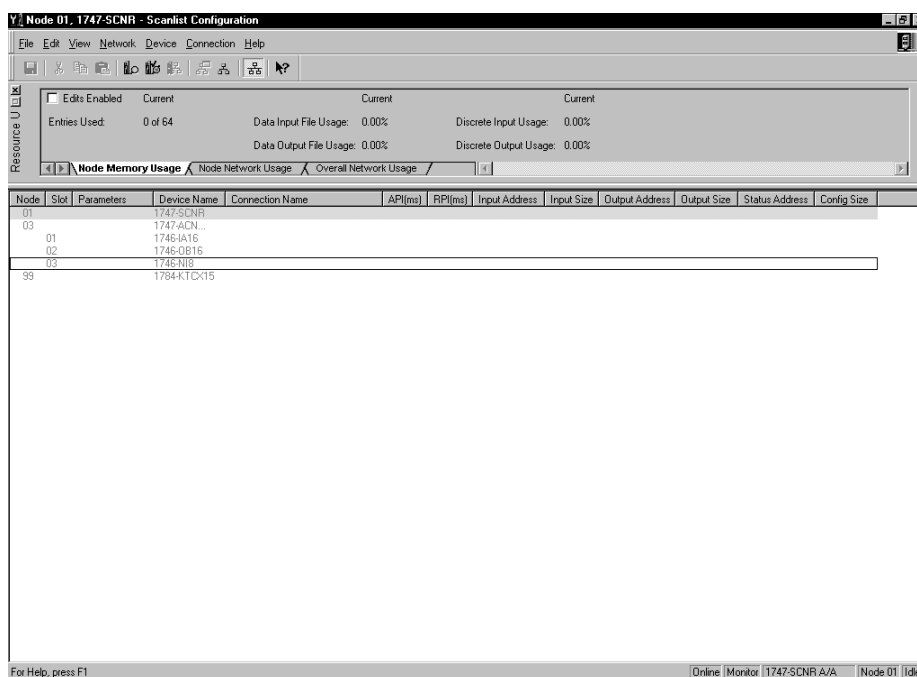 Node 01, 1747-SCNR - Scanlist Configuration
File Edit View Network Device Connection Help
Resource U
Edits Enabled Current Current Current
Entries Used: 0 of 64 Data Input File Usage: 0.00% Discrete Input Usage: 0.00%
Data Output File Usage: 0.00% Discrete Output Usage: 0.00%
Node Memory Usage Node Network Usage Overall Network Usage
Node Slot Parameters Device Name Connection Name API(ms) RPI(ms) Input Address Input Size Output Address Output Size Status Address Config Size
01 1747-SCNR
03 1747-ACN...
01 1746-IA16
02 1746-OB16
03 1746-NI8
99 1784-KTCX15
For Help, press F1 Online Monitor 1747-SCNR A/A Node 01